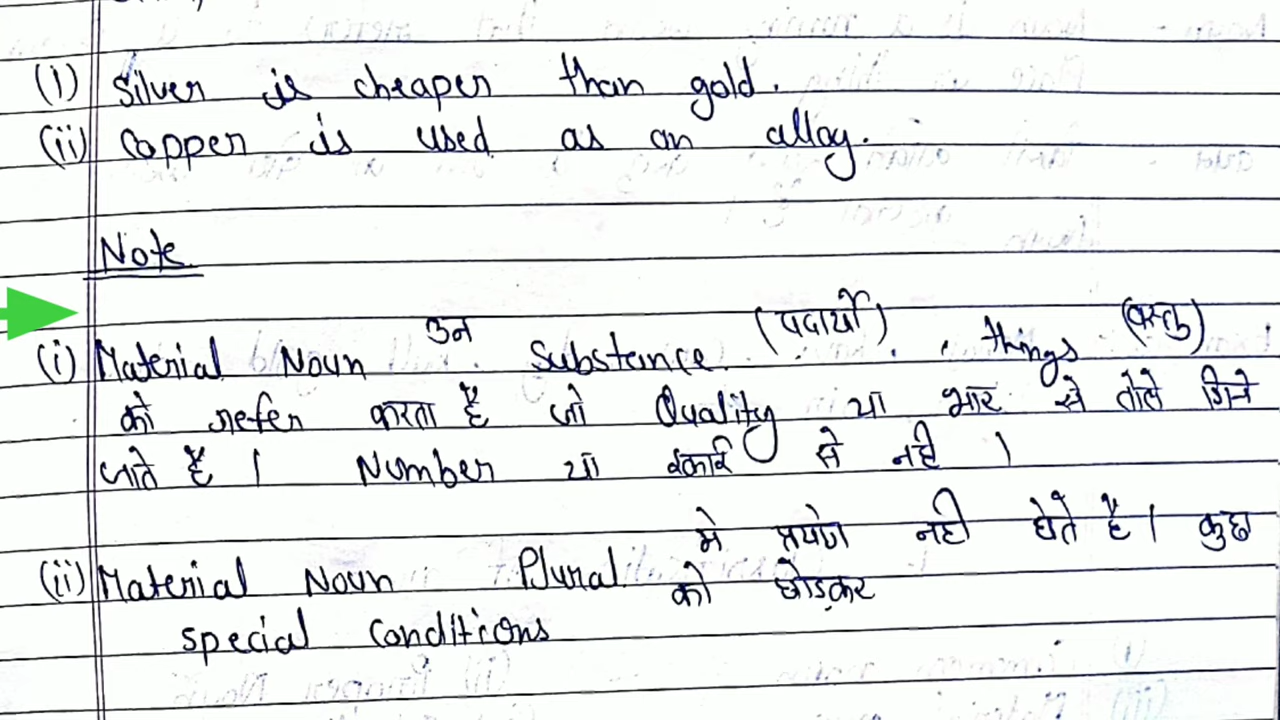 (i) Silver is cheaper than gold.
(ii) Copper is used as an alloy.
Note
(i) Material Noun उन Substance (पदार्थो), things (वस्तु)
को refer करता है जो Quality या भार से तोले गिने
जाते है । Number या इकाई से नही ।
मे प्रयोग नही होते है । कुछ
(ii) Material Noun Plural को छोड़कर
special Conditions